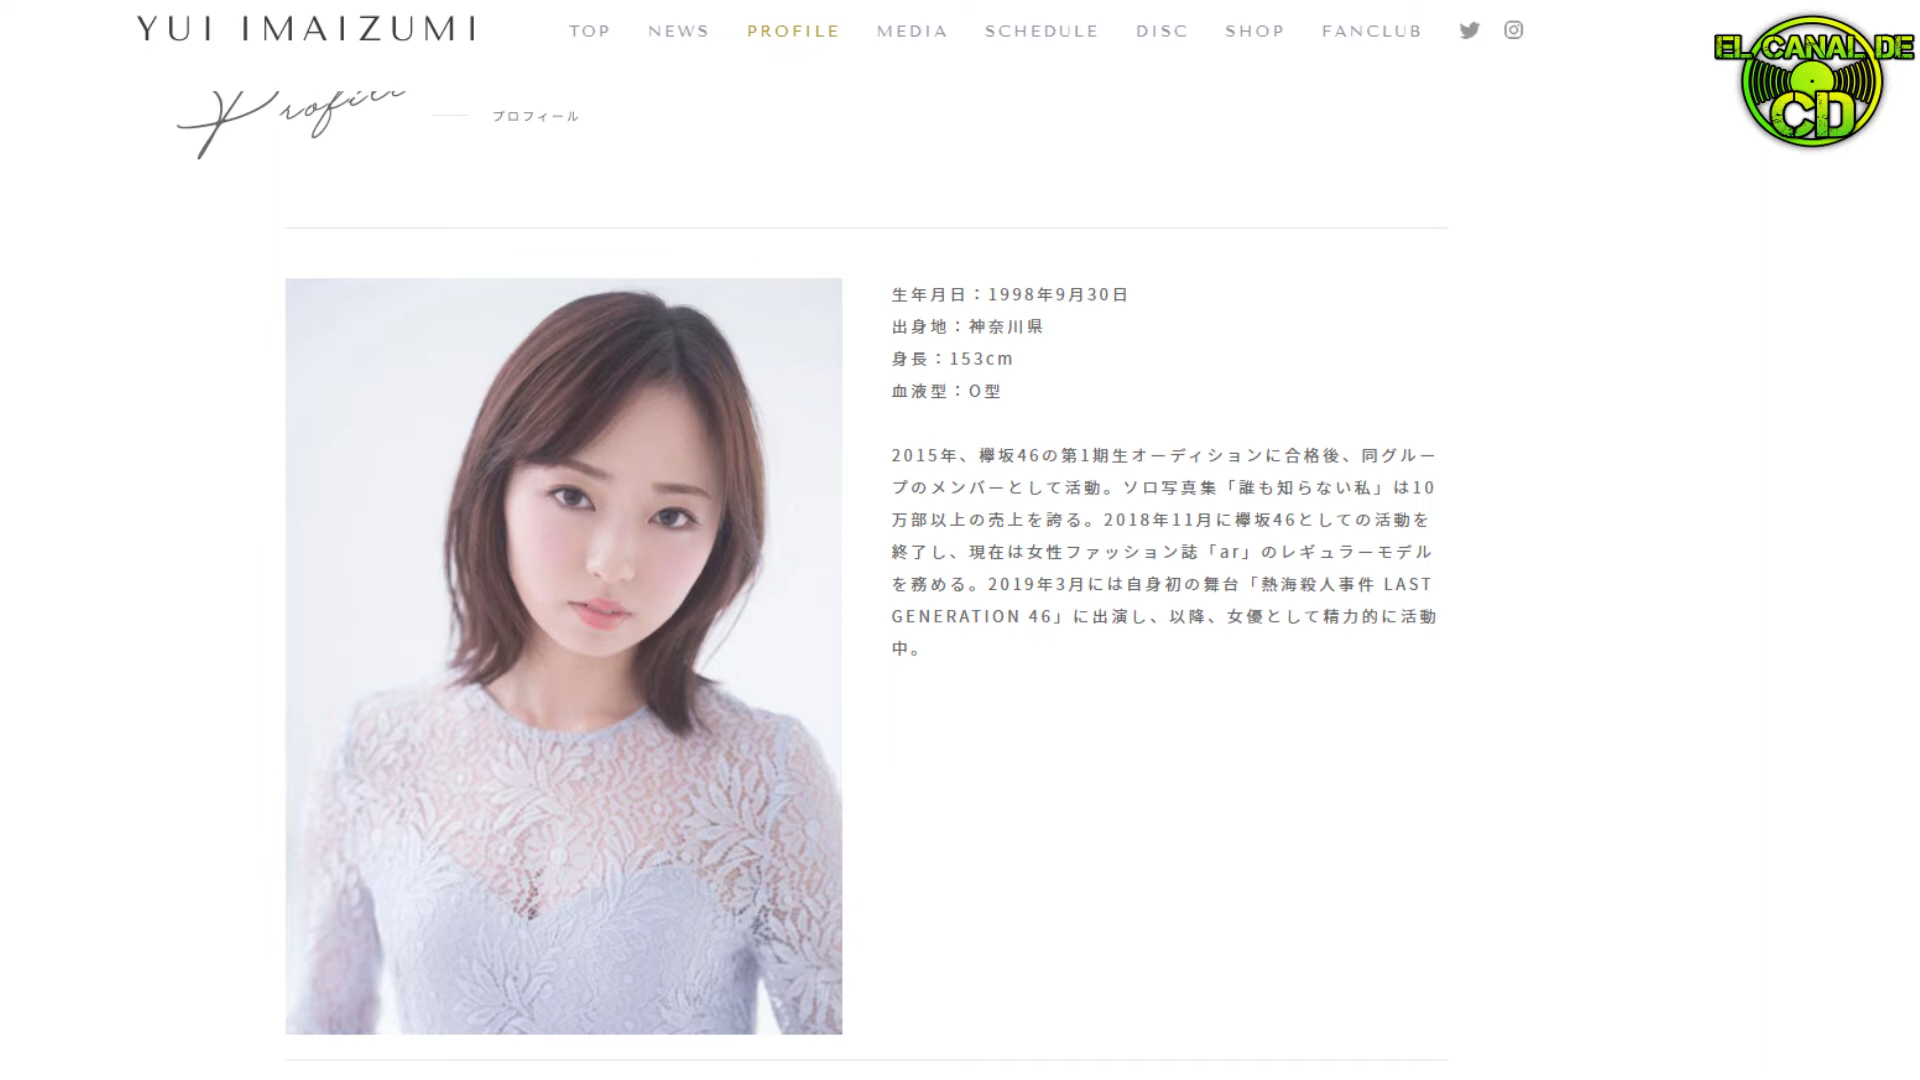 YUI IMAIZUMI
TOP NEWS PROFILE MEDIA SCHEDULE DISC SHOP FANCLUB
EL CANAL DE
CD
Profile
プロフィール
生年月日：1998年9月30日
出身地：神奈川県
身長：153cm
血液型：O型
2015年、欅坂46の第1期生オーディションに合格後、同グルー
プのメンバーとして活動。ソロ写真集「誰も知らない私」は10
万部以上の売上を誇る。2018年11月に欅坂46としての活動を
終了し、現在は女性ファッション誌「ar」のレギュラーモデル
を務める。2019年3月には自身初の舞台「熱海殺人事件 LAST
GENERATION 46」に出演し、以降、女優として精力的に活動
中。